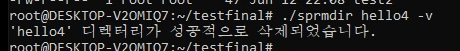 root@DESKTOP-V2OMIQ7:~/testfinal# ./sprmdir hello4 -v
'hello4' 디렉터리가 성공적으로 삭제되었습니다.
root@DESKTOP-V2OMIQ7:~/testfinal#